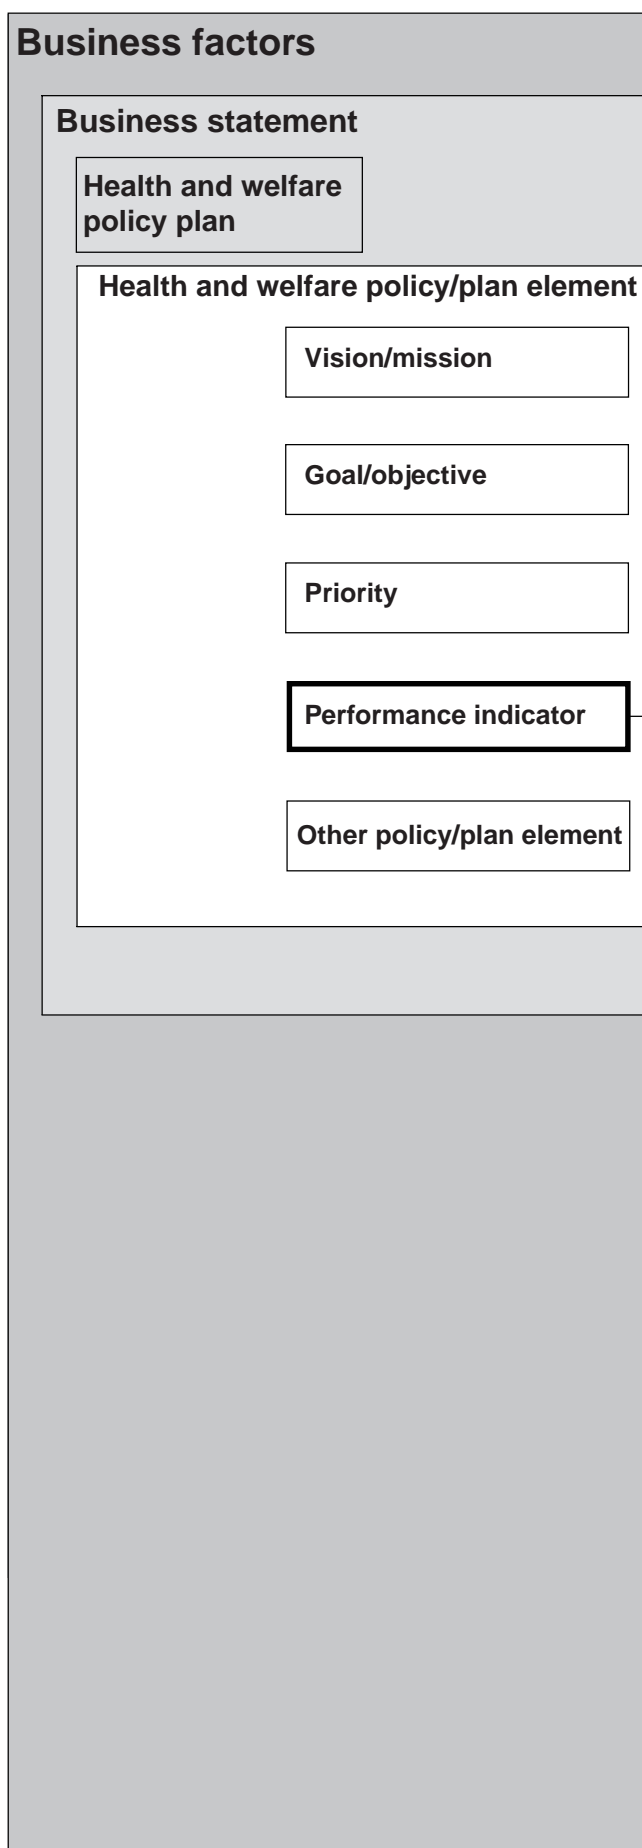 Business factors
Business statement
Health and welfare
policy plan
Health and welfare policy/plan element
Vision/mission
Goal/objective
Priority
Performance indicator
Other policy/plan element